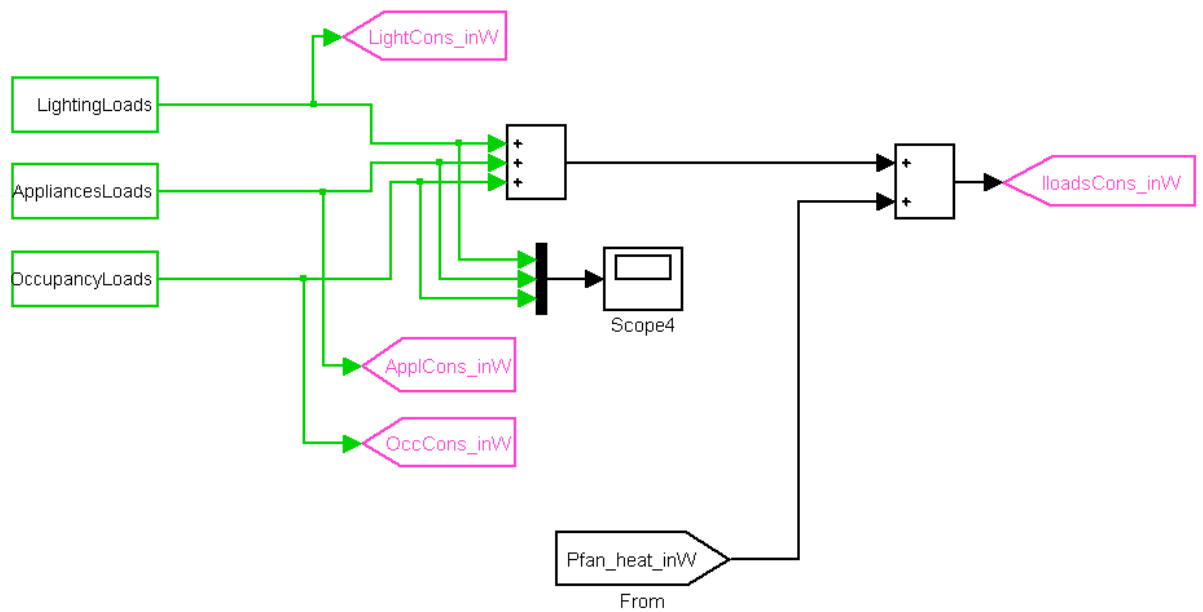 LightCons_inW
LightingLoads
+
+
+
AppliancesLoads
+
+
IloadsCons_inW
OccupancyLoads
Scope4
ApplCons_inW
OccCons_inW
Pfan_heat_inW
From